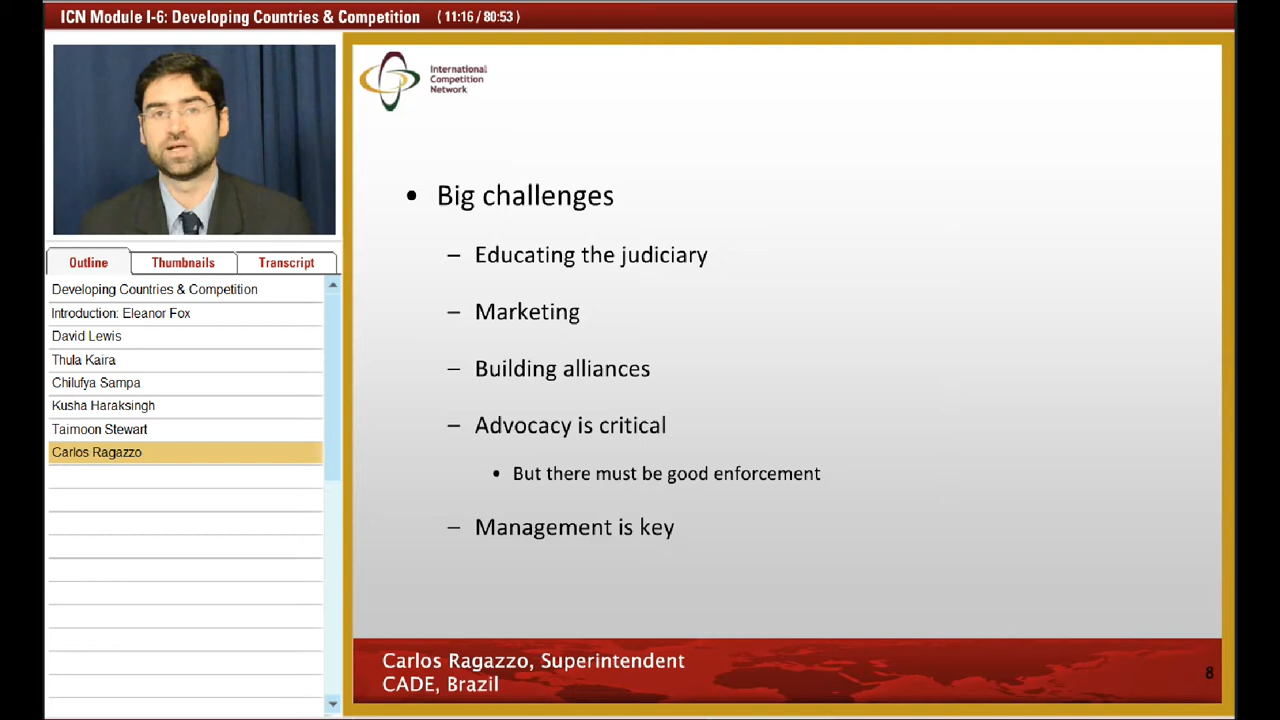 ICN Module I-6: Developing Countries & Competition (11:16 / 80:53)
International
Competition
Network
Outline Thumbnails Transcript
Developing Countries & Competition
Introduction: Eleanor Fox
David Lewis
Thula Kaira
Chilufya Sampa
Kusha Haraksingh
Taimoon Stewart
Carlos Ragazzo
• Big challenges
– Educating the judiciary
– Marketing
– Building alliances
– Advocacy is critical
• But there must be good enforcement
– Management is key
Carlos Ragazzo, Superintendent
CADE, Brazil
8